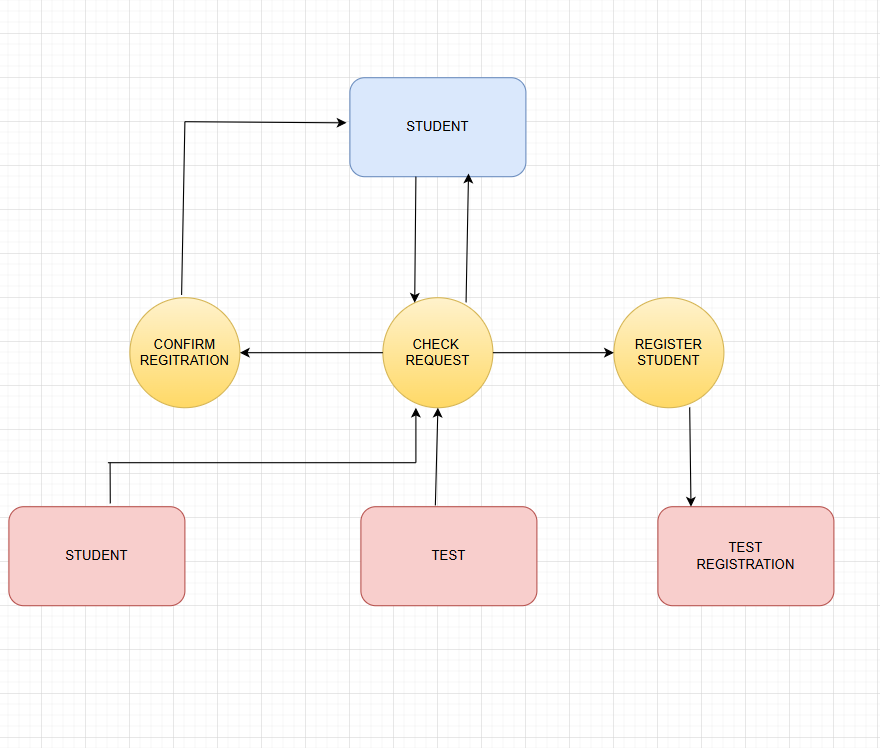 STUDENT
CONFIRM
REGITRATION
CHECK
REQUEST
REGISTER
STUDENT
STUDENT
TEST
TEST
REGISTRATION